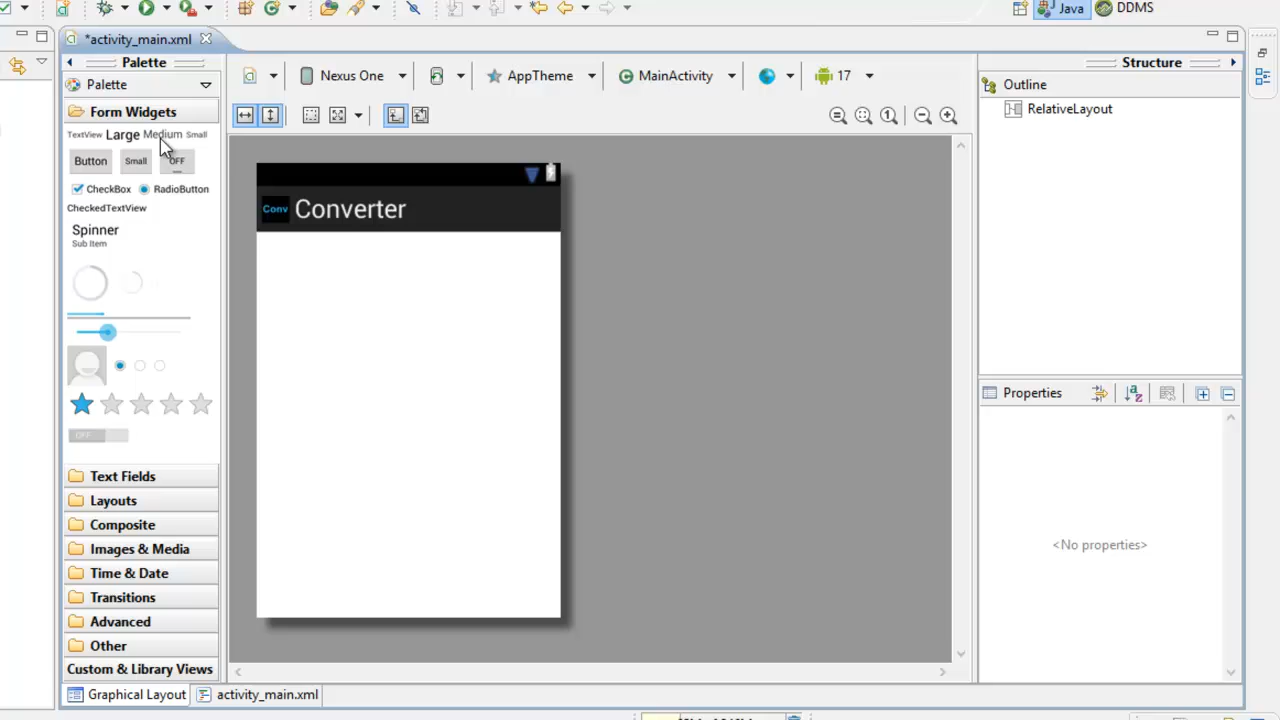 Java
DDMS
*activity_main.xml
Palette
Palette
Form Widgets
TextView Large Medium Small
Button Small OFF
CheckBox RadioButton
CheckedTextView
Spinner
Sub Item
OFF
Text Fields
Layouts
Composite
Images & Media
Time & Date
Transitions
Advanced
Other
Custom & Library Views
Graphical Layout
activity_main.xml
Nexus One
AppTheme
MainActivity
17
Conv
Converter
Structure
Outline
RelativeLayout
Properties
<No properties>